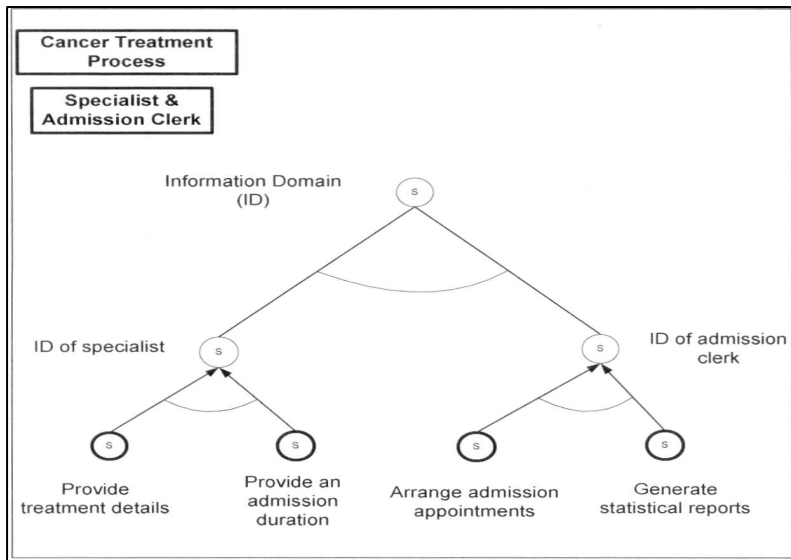 Cancer Treatment
Process
Specialist &
Admission Clerk
Information Domain
(ID)
S
ID of specialist
S
S
ID of admission
clerk
S
S
S
S
Provide
treatment details
Provide an
admission
duration
Arrange admission
appointments
Generate
statistical reports